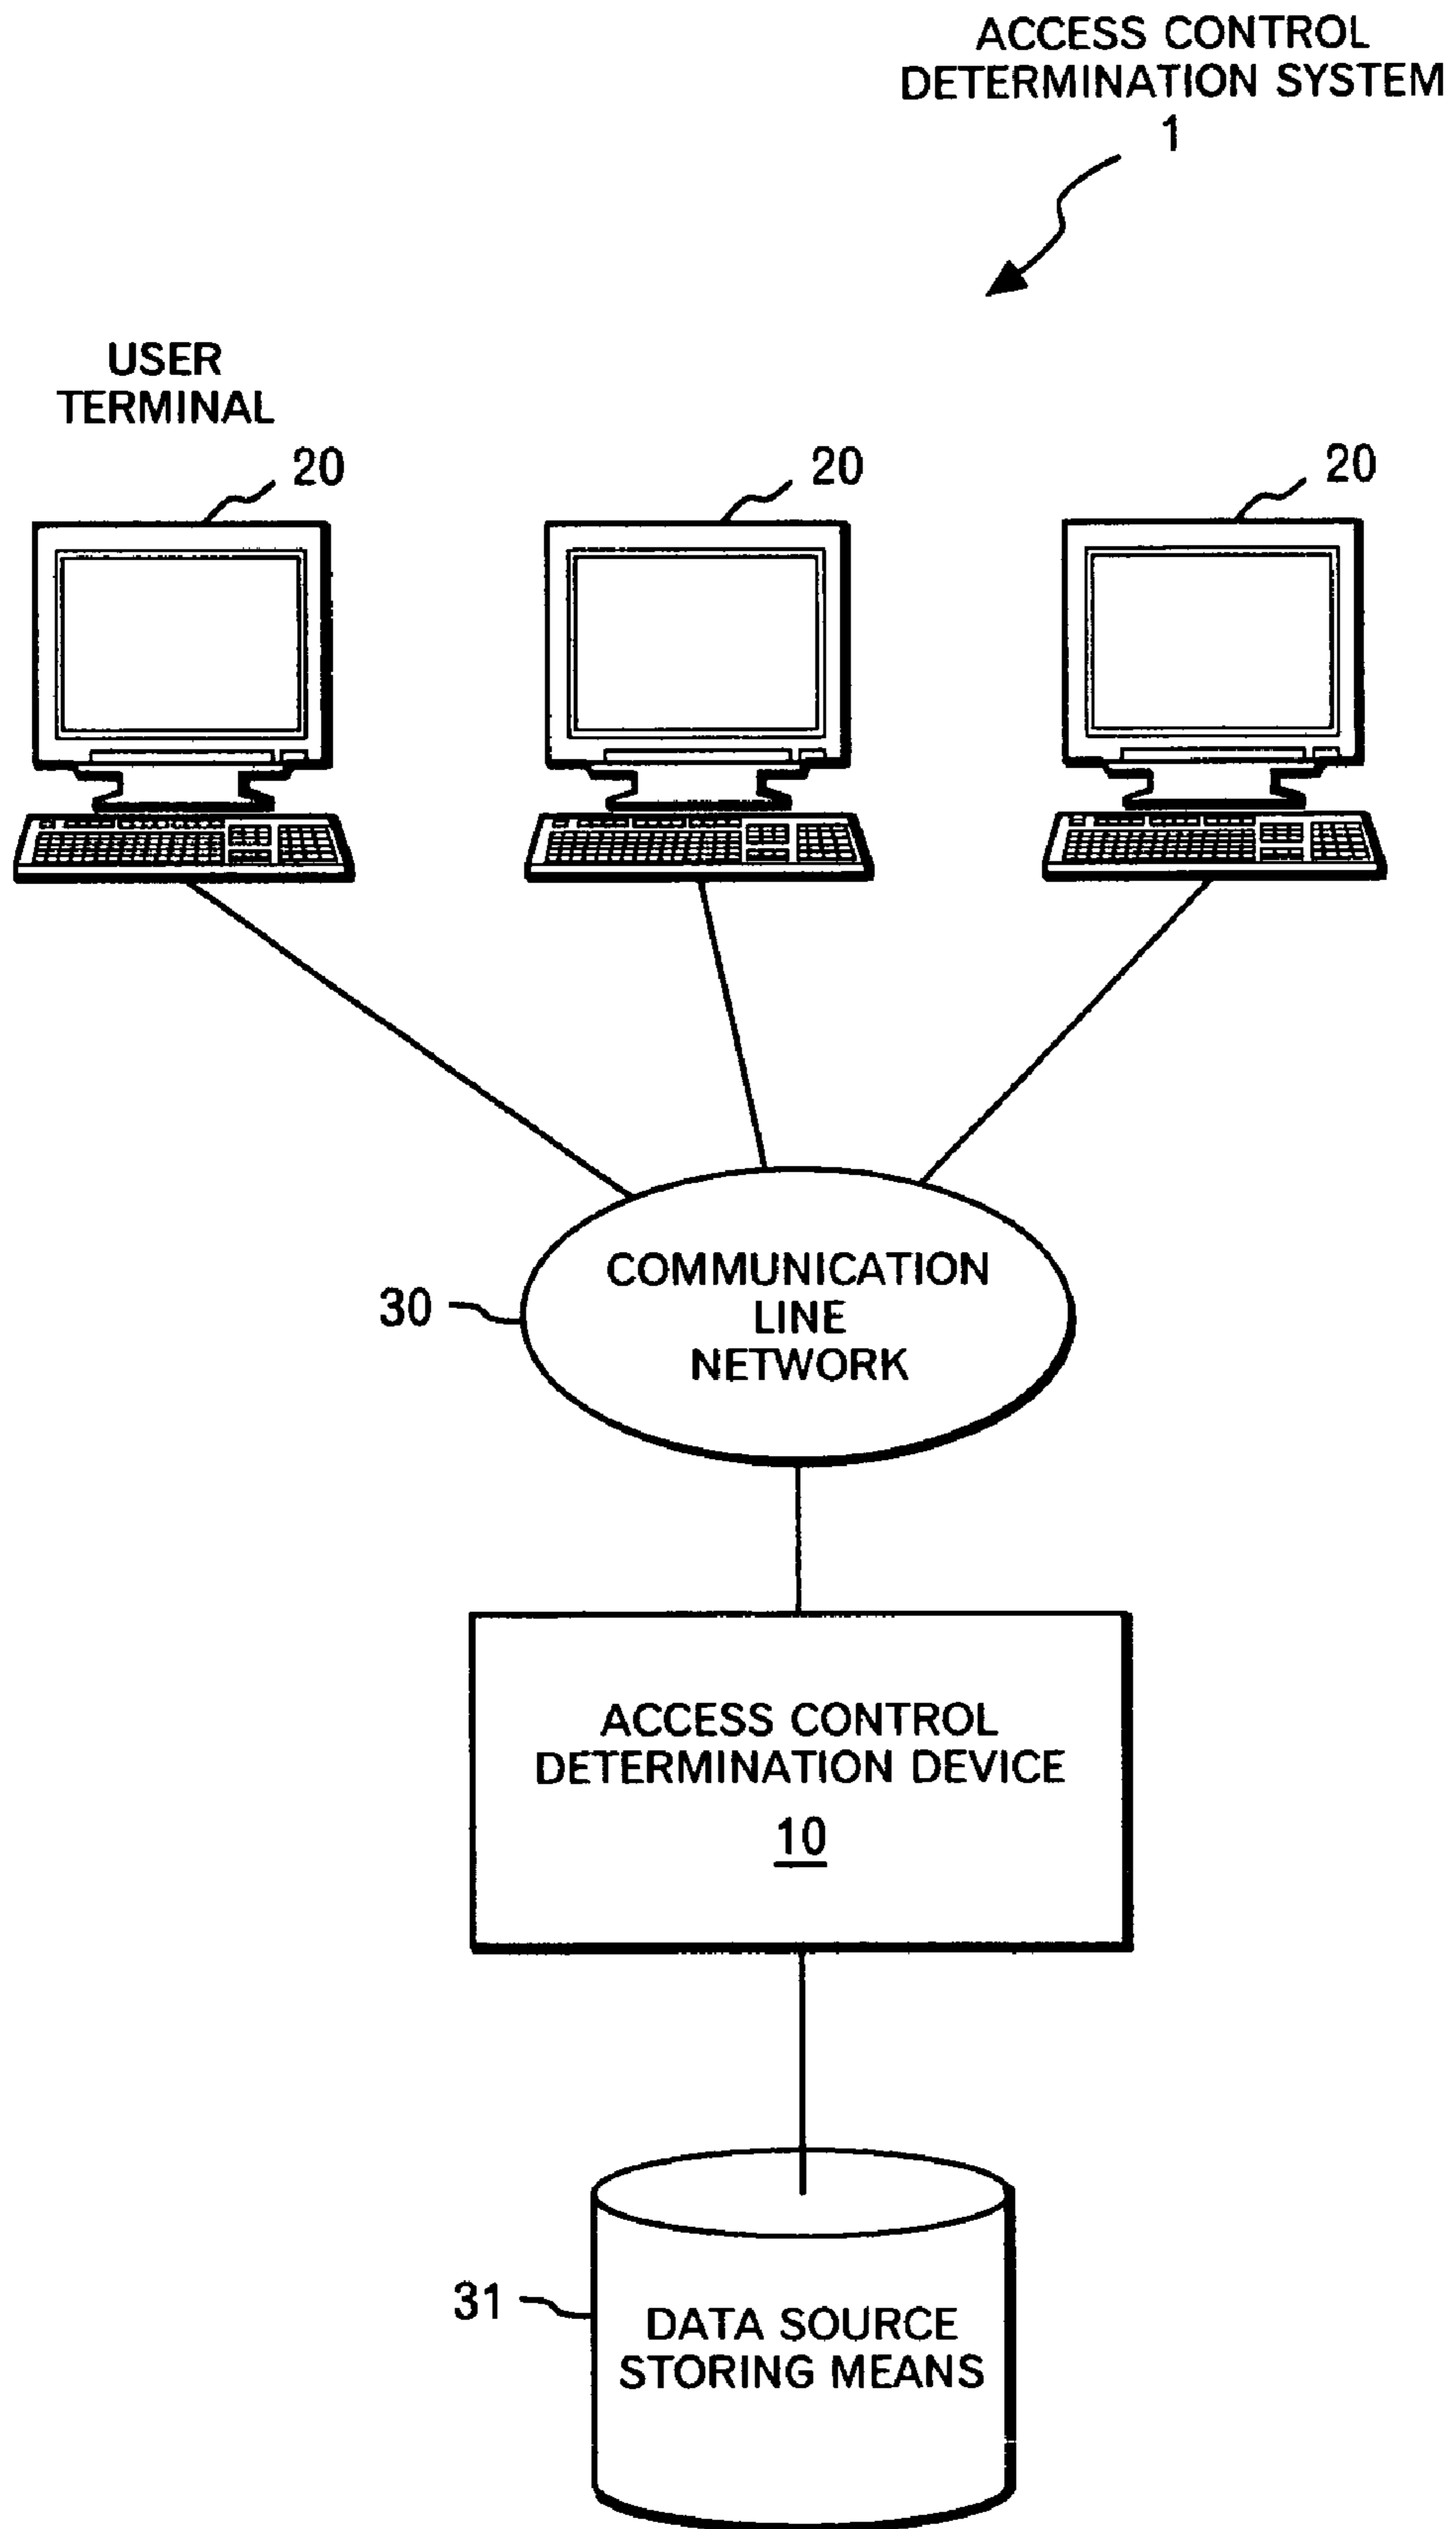 ACCESS CONTROL
DETERMINATION SYSTEM
1
USER
TERMINAL
20
20
20
30
COMMUNICATION
LINE
NETWORK
ACCESS CONTROL
DETERMINATION DEVICE
10
31
DATA SOURCE
STORING MEANS